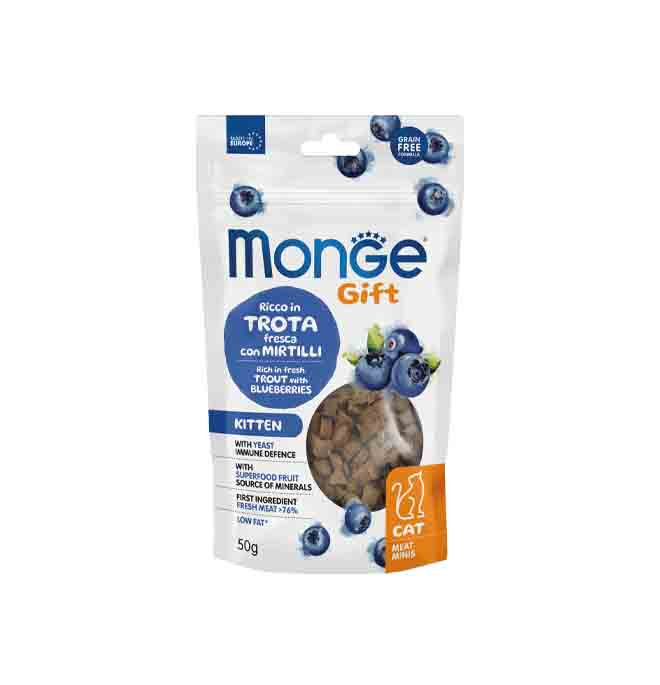 MADE IN
EUROPE
GRAIN
FREE
FORMULA
MONGE
Gift
Ricco in
TROTA
fresca
con MIRTILLI
Rich in fresh
TROUT with
BLUEBERRIES
KITTEN
WITH YEAST
IMMUNE DEFENCE
WITH
SUPERFOOD FRUIT
SOURCE OF MINERALS
FIRST INGREDIENT
FRESH MEAT >76%
LOW FAT*
50g
CAT
MEAT
MINIS